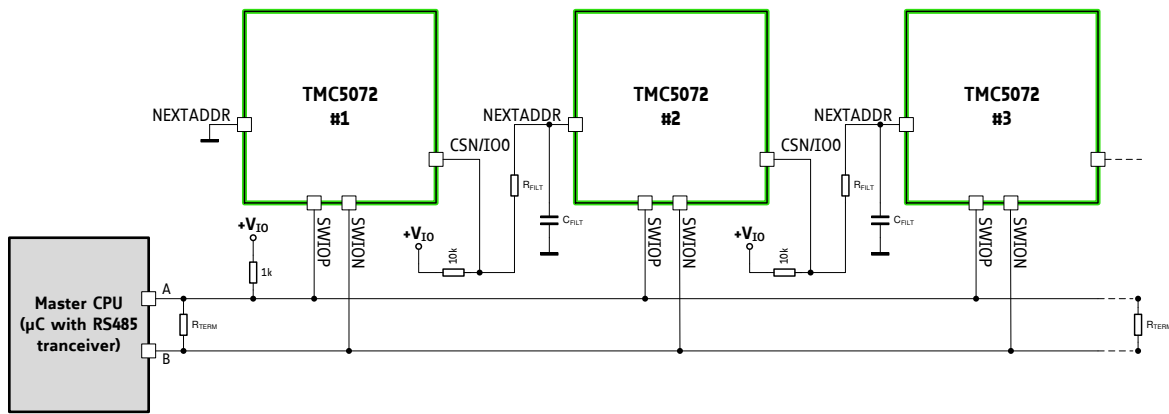 TMC5072
#1
TMC5072
#2
TMC5072
#3
NEXTADDR
NEXTADDR
NEXTADDR
CSN/IO0
CSN/IO0
RFILT
CFILT
RFILT
CFILT
SWIOP
SWION
SWIOP
SWION
SWIOP
SWION
+VIO
1k
+VIO
10k
+VIO
10k
Master CPU
(µC with RS485
tranceiver)
A
B
RTERM
RTERM